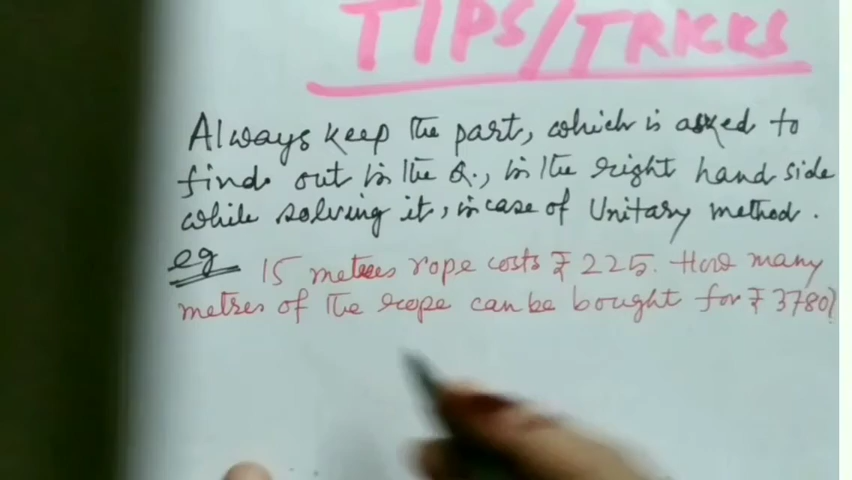 TIPS/TRICKS
Always keep the part, which is asked to
find out in the Q., in the right hand side
while solving it, in case of Unitary method.
eg 15 metres rope costs ₹ 225. How many
metres of the rope can be bought for ₹ 3780?